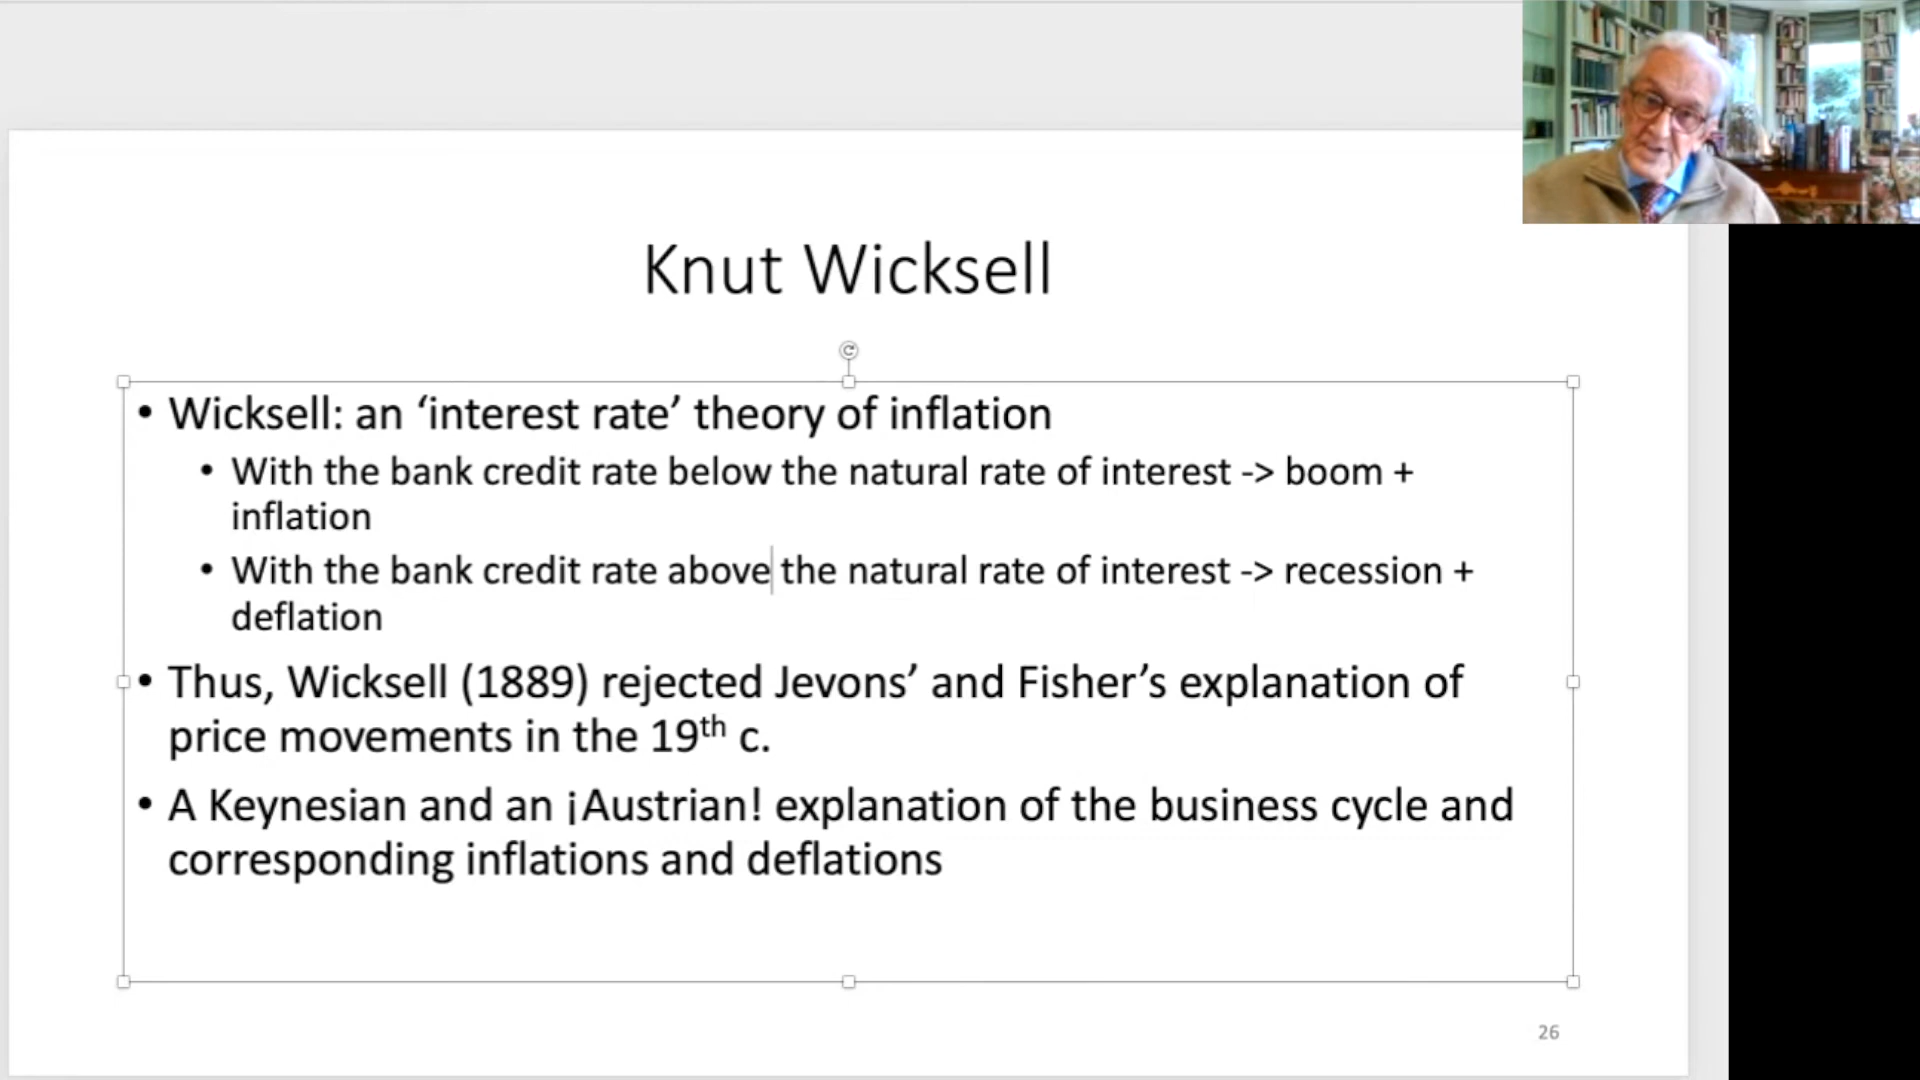 Knut Wicksell
• Wicksell: an ‘interest rate’ theory of inflation
• With the bank credit rate below the natural rate of interest -> boom +
inflation
• With the bank credit rate above the natural rate of interest -> recession +
deflation
• Thus, Wicksell (1889) rejected Jevons’ and Fisher’s explanation of
price movements in the 19th c.
• A Keynesian and an ¡Austrian! explanation of the business cycle and
corresponding inflations and deflations
26